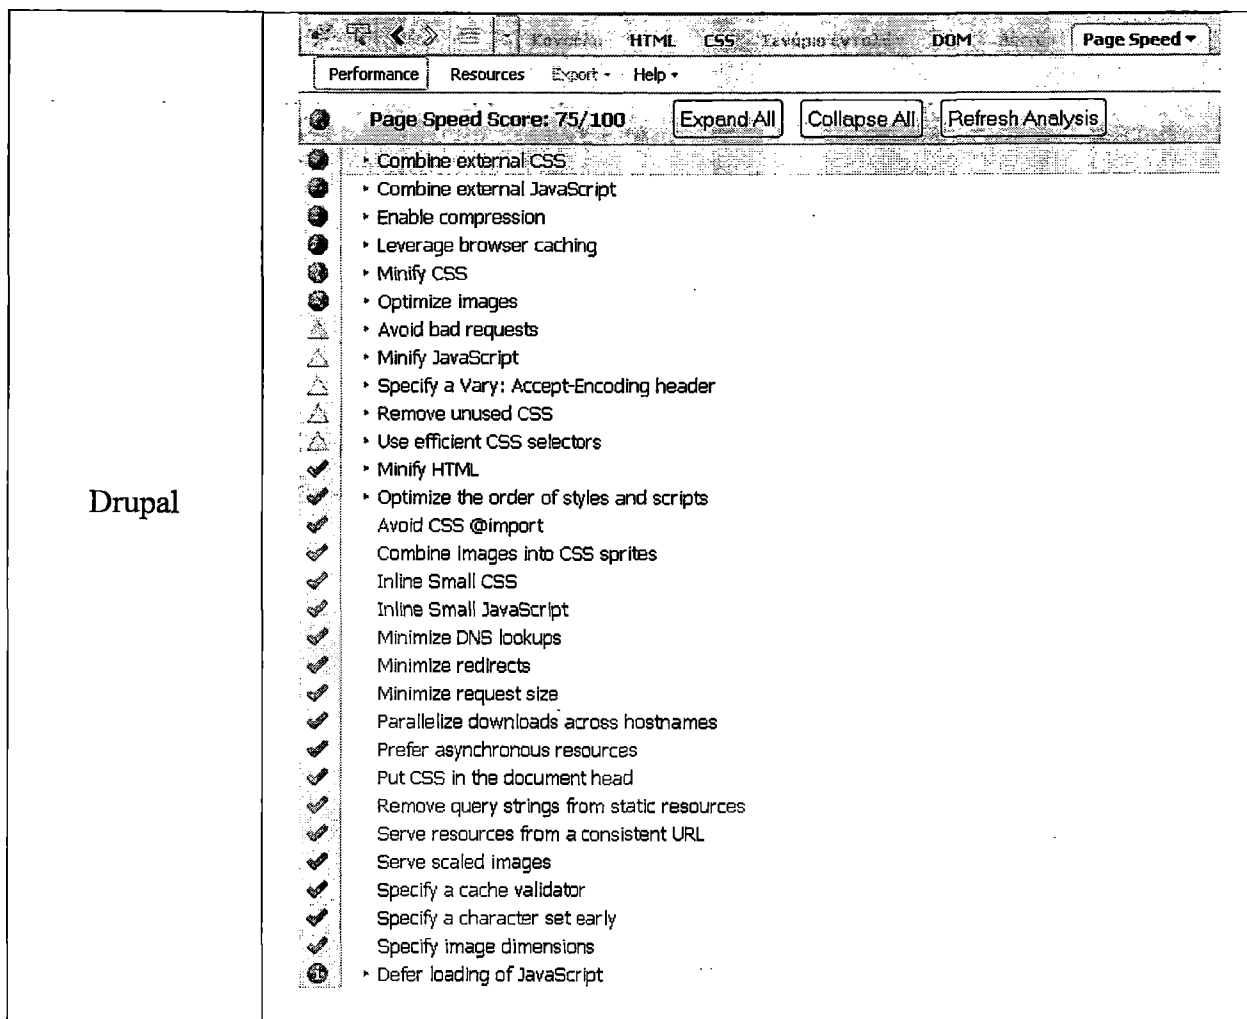 HTML CSS DOM Page Speed
Performance Resources Export Help
Page Speed Score: 75/100 Expand All Collapse All Refresh Analysis
Combine external CSS
Combine external JavaScript
Enable compression
Leverage browser caching
Minify CSS
Optimize images
Avoid bad requests
Minify JavaScript
Specify a Vary: Accept-Encoding header
Remove unused CSS
Use efficient CSS selectors
Minify HTML
Drupal
Optimize the order of styles and scripts
Avoid CSS @import
Combine images into CSS sprites
Inline Small CSS
Inline Small JavaScript
Minimize DNS lookups
Minimize redirects
Minimize request size
Parallelize downloads across hostnames
Prefer asynchronous resources
Put CSS in the document head
Remove query strings from static resources
Serve resources from a consistent URL
Serve scaled images
Specify a cache validator
Specify a character set early
Specify image dimensions
Defer loading of JavaScript